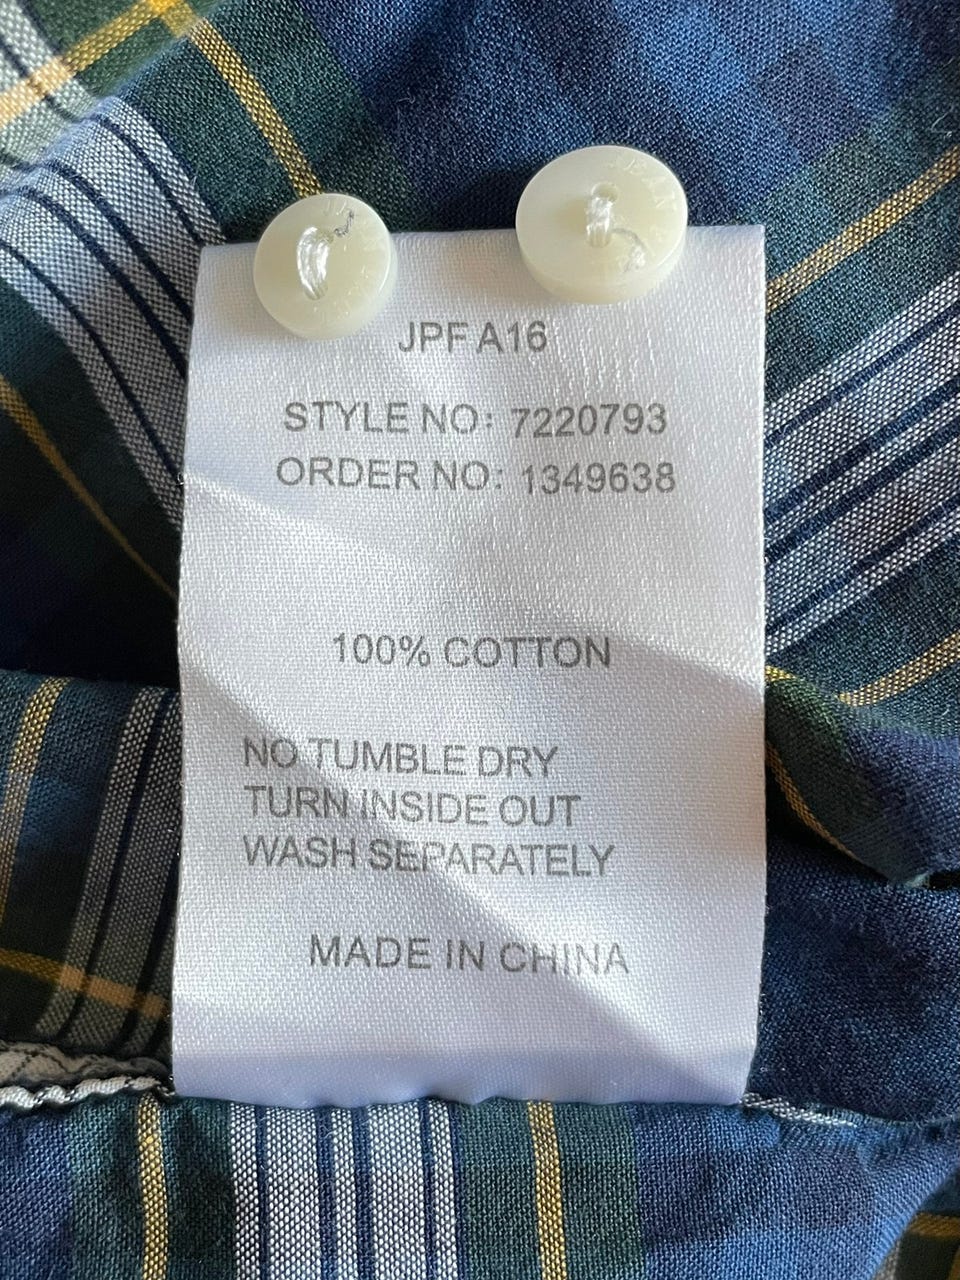 JPF A16
STYLE NO: 7220793
ORDER NO: 1349638
100% COTTON
NO TUMBLE DRY
TURN INSIDE OUT
WASH SEPARATELY
MADE IN CHINA